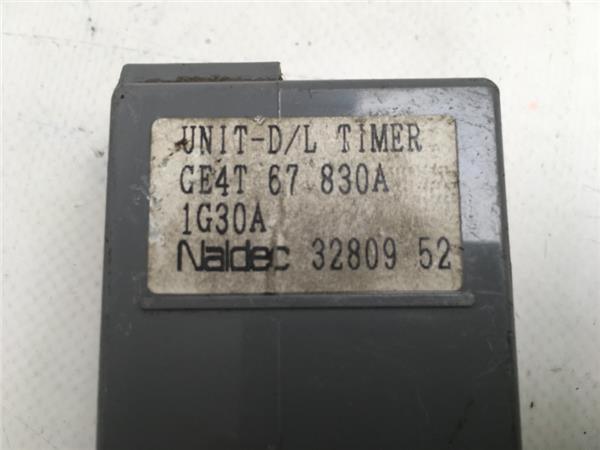 UNIT-D/L TIMER
GE4T 67 830A
1G30A
Naldec 32809 52